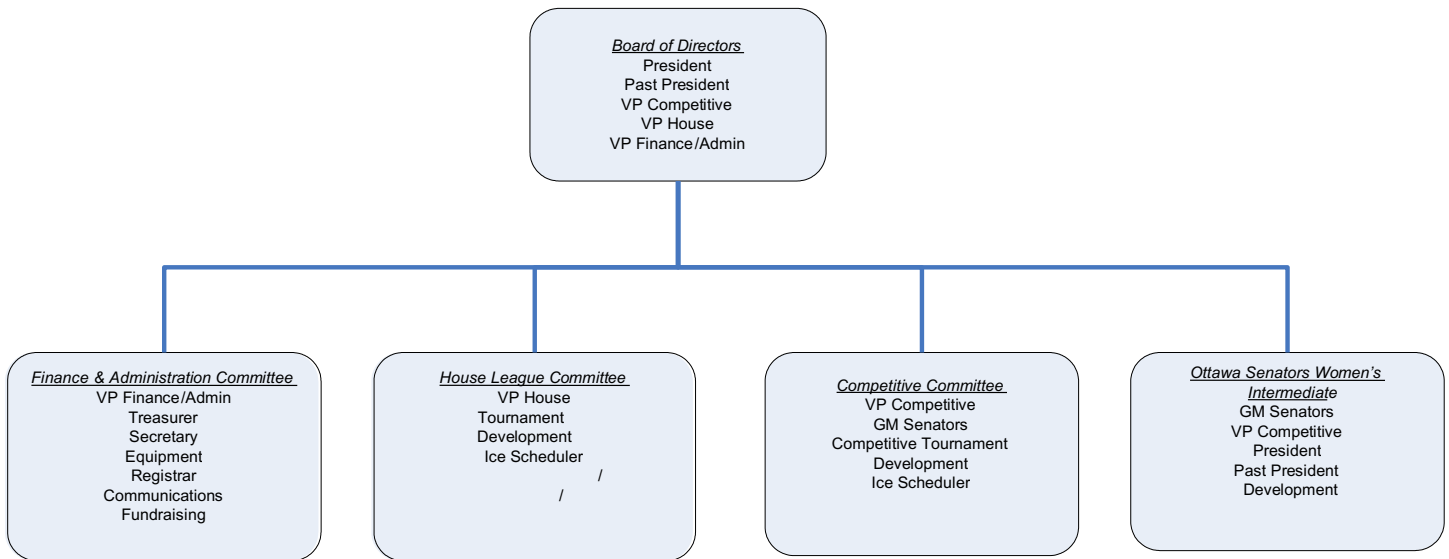 Board of Directors
President
Past President
VP Competitive
VP House
VP Finance/Admin
Finance & Administration Committee
VP Finance/Admin
Treasurer
Secretary
Equipment
Registrar
Communications
Fundraising
House League Committee
VP House
Tournament
Development
Ice Scheduler
/
/
Competitive Committee
VP Competitive
GM Senators
Competitive Tournament
Development
Ice Scheduler
Ottawa Senators Women's
Intermediate
GM Senators
VP Competitive
President
Past President
Development